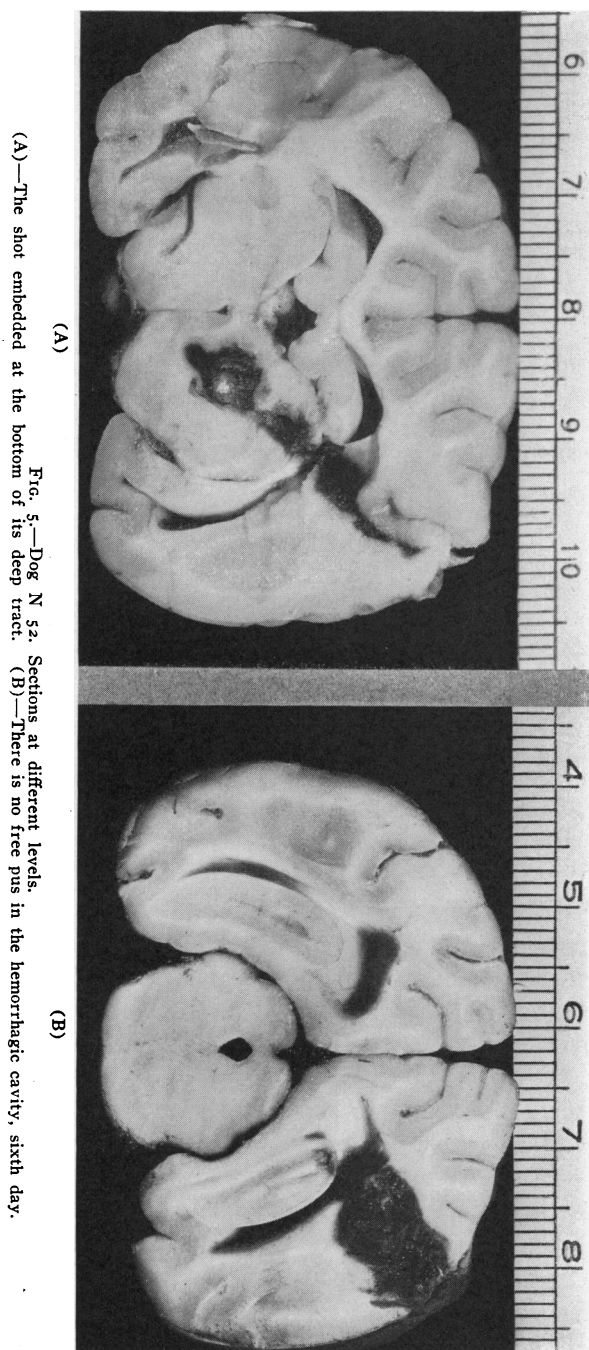 6 7 8 9 10
4 5 6 7 8
(A) (B)
FIG. 5.—Dog N 52. Sections at different levels.
(A)—The shot embedded at the bottom of its deep tract. (B)—There is no free pus in the hemorrhagic cavity, sixth day.